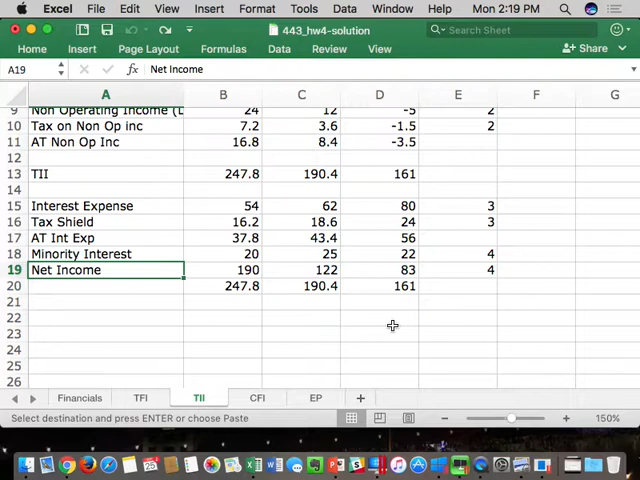 Excel File Edit View Insert Format Tools Data Window Help Mon 2:19 PM
443_hw4-solution
Search Sheet
Home Insert Page Layout Formulas Data Review View Share
A19 fx Net Income
A B C D E F G
9 Non Operating Income (L 24 12 -5 2
10 Tax on Non Op inc 7.2 3.6 -1.5 2
11 AT Non Op Inc 16.8 8.4 -3.5
12
13 TII 247.8 190.4 161
14
15 Interest Expense 54 62 80 3
16 Tax Shield 16.2 18.6 24 3
17 AT Int Exp 37.8 43.4 56
18 Minority Interest 20 25 22 4
19 Net Income 190 122 83 4
20 247.8 190.4 161
21
22
23
24
25
26
Financials TFI TII CFI EP
Select destination and press ENTER or choose Paste 150%